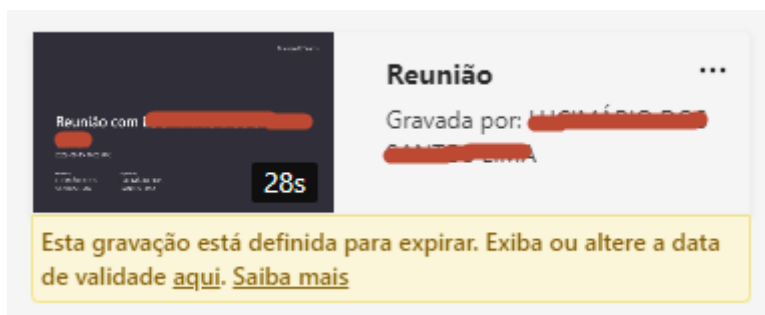 Reunião com
28s
Reunião
...
Gravada por:
Esta gravação está definida para expirar. Exiba ou altere a data
de validade aqui. Saiba mais